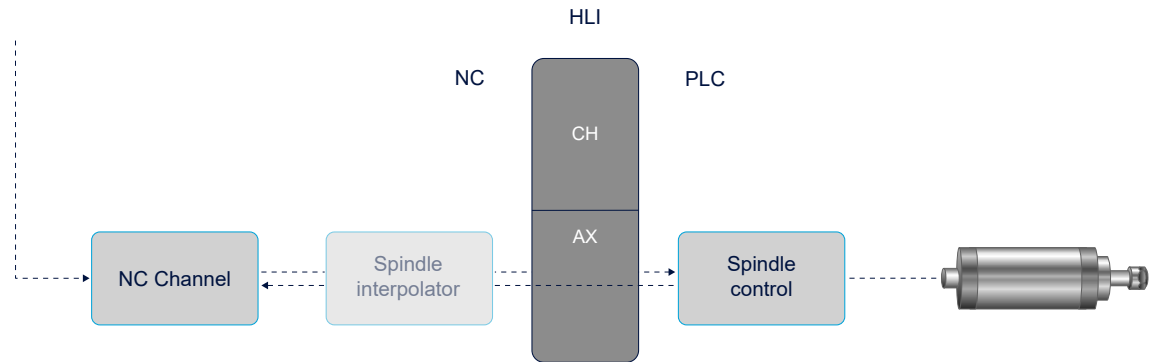 HLI
NC
PLC
CH
AX
NC Channel
Spindle
interpolator
Spindle
control